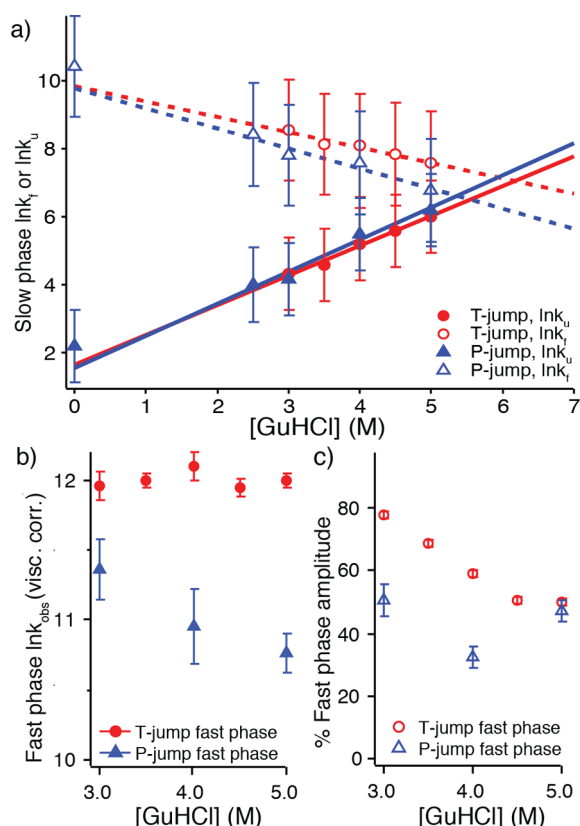 a)
Slow phase lnkf or lnku
10
8
6
4
2
0
1
2
3
4
5
6
7
[GuHCl] (M)
T-jump, lnku
T-jump, lnkf
P-jump, lnku
P-jump, lnkf
b)
Fast phase lnkobs (visc. corr.)
12
11
10
3.0
4.0
5.0
[GuHCl] (M)
T-jump fast phase
P-jump fast phase
c)
% Fast phase amplitude
80
60
40
20
0
3.0
4.0
5.0
[GuHCl] (M)
T-jump fast phase
P-jump fast phase